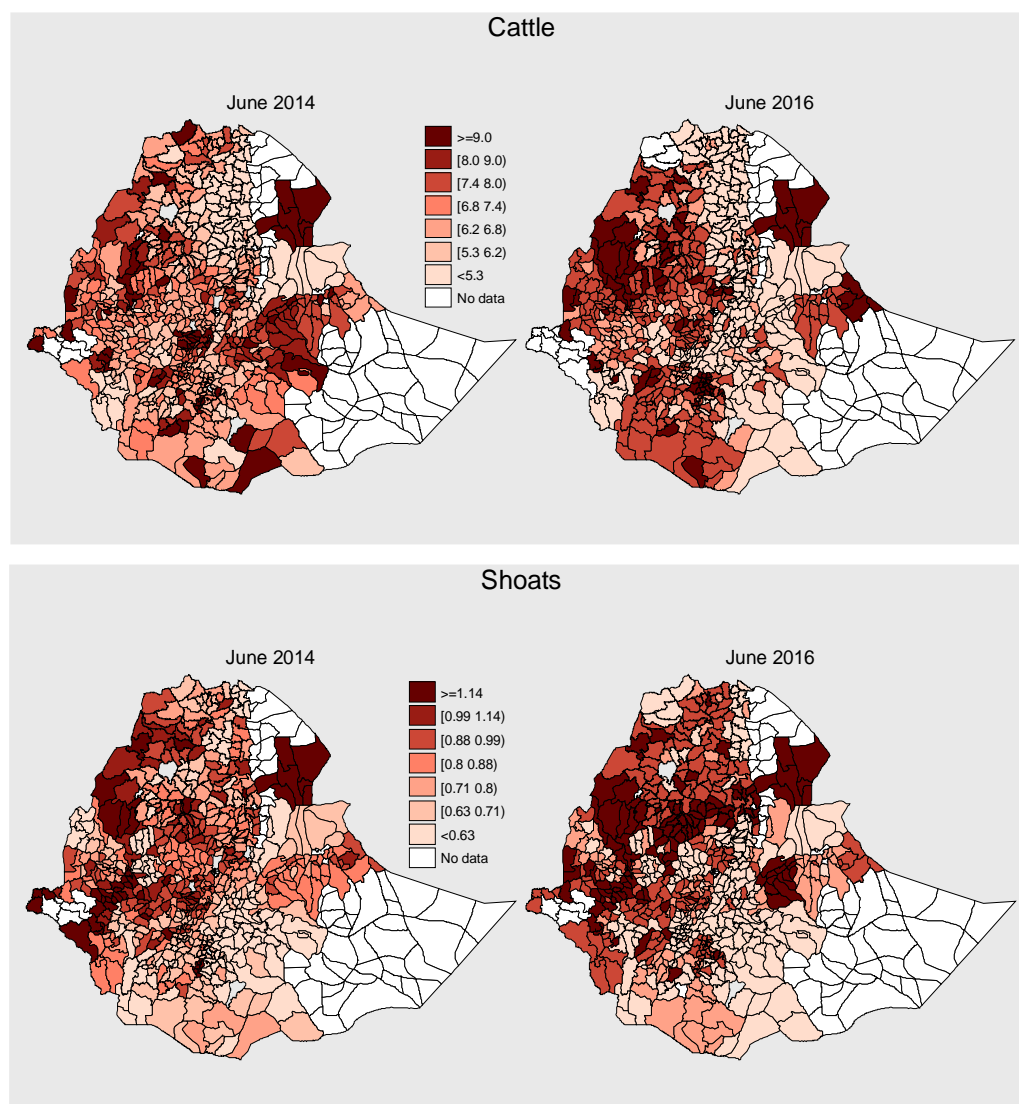 Cattle
June 2014
June 2016
>=9.0
[8.0 9.0)
[7.4 8.0)
[6.8 7.4)
[6.2 6.8)
[5.3 6.2)
<5.3
No data
Shoats
June 2014
June 2016
>=1.14
[0.99 1.14)
[0.88 0.99)
[0.8 0.88)
[0.71 0.8)
[0.63 0.71)
<0.63
No data